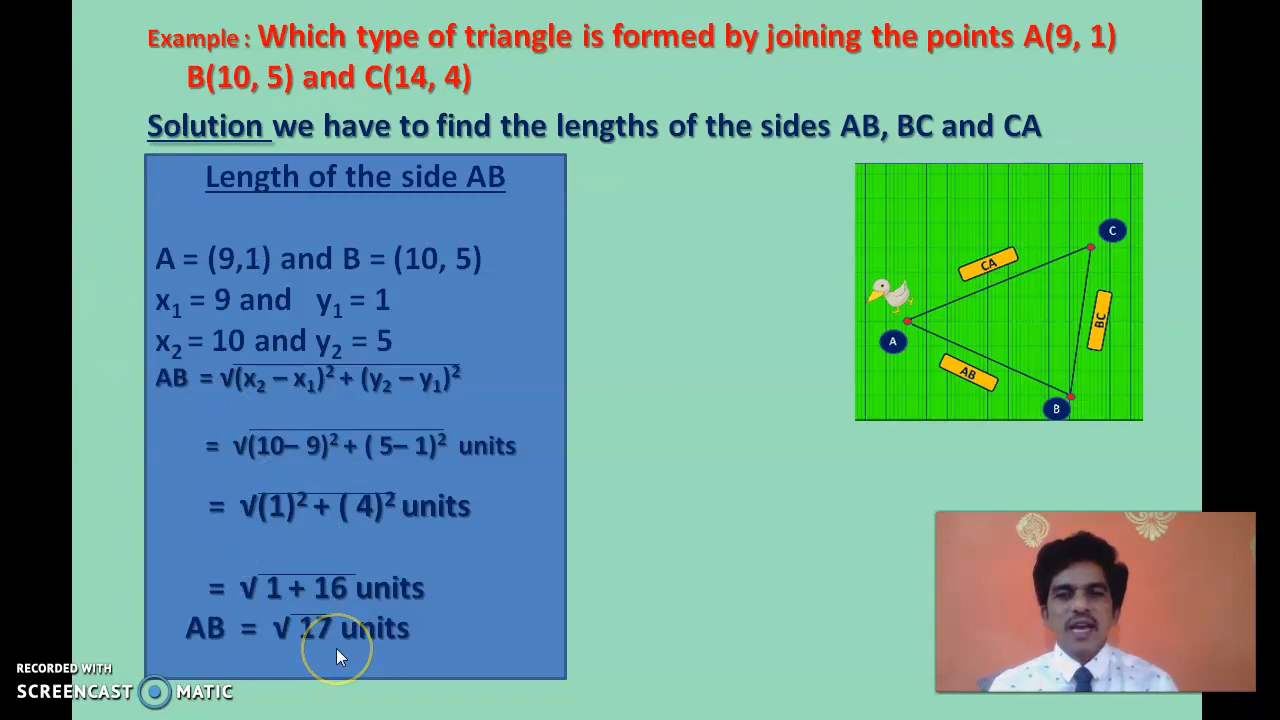 Example : Which type of triangle is formed by joining the points A(9, 1)
B(10, 5) and C(14, 4)
Solution we have to find the lengths of the sides AB, BC and CA
Length of the side AB
A = (9,1) and B = (10, 5)
x₁ = 9 and y₁ = 1
x₂ = 10 and y₂ = 5
AB = √(x₂ – x₁)² + (y₂ – y₁)²
= √(10– 9)² + ( 5– 1)² units
= √(1)² + ( 4)² units
= √ 1 + 16 units
AB = √ 17 units
C
CA
BC
A
AB
B
RECORDED WITH
SCREENCAST MATIC